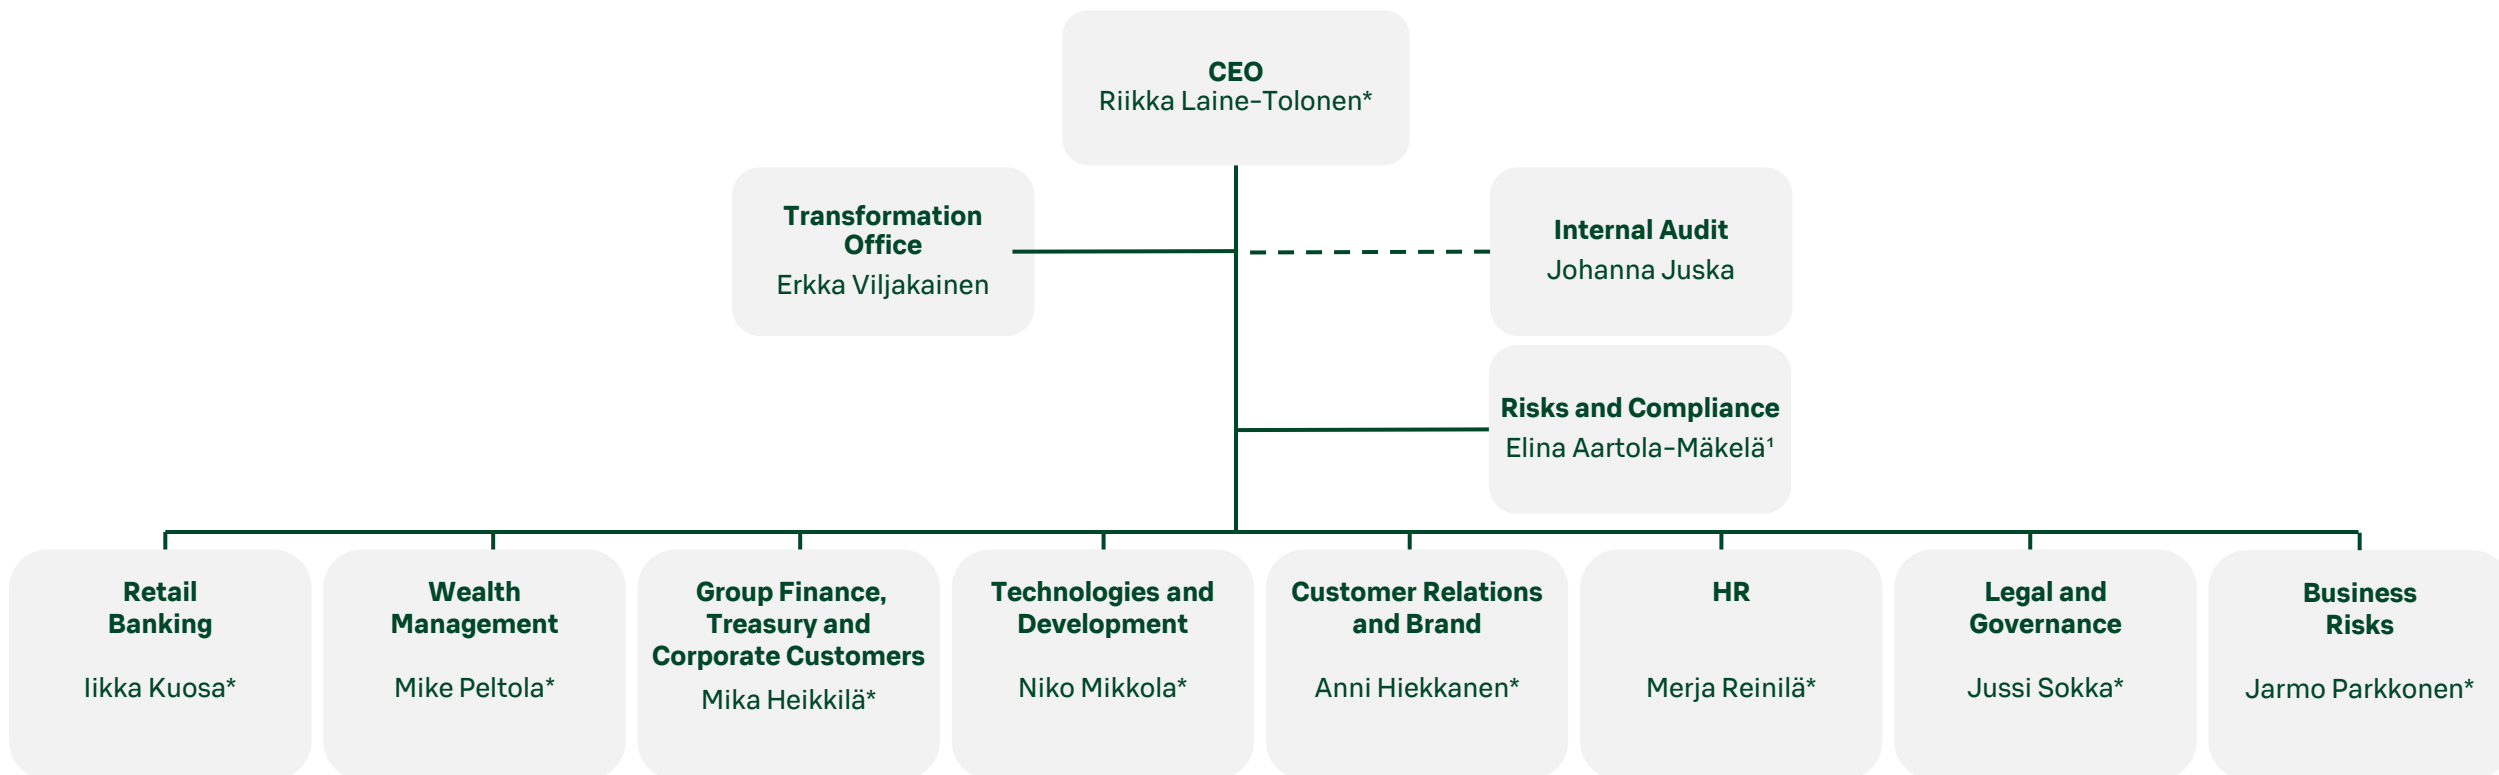 CEO
Riikka Laine-Tolonen*
Transformation
Office
Erkka Viljakainen
Internal Audit
Johanna Juska
Risks and Compliance
Elina Aartola-Mäkelä¹
Retail
Banking
Iikka Kuosa*
Wealth
Management
Mike Peltola*
Group Finance,
Treasury and
Corporate Customers
Mika Heikkilä*
Technologies and
Development
Niko Mikkola*
Customer Relations
and Brand
Anni Hiekkanen*
HR
Merja Reinilä*
Legal and
Governance
Jussi Sokka*
Business
Risks
Jarmo Parkkonen*